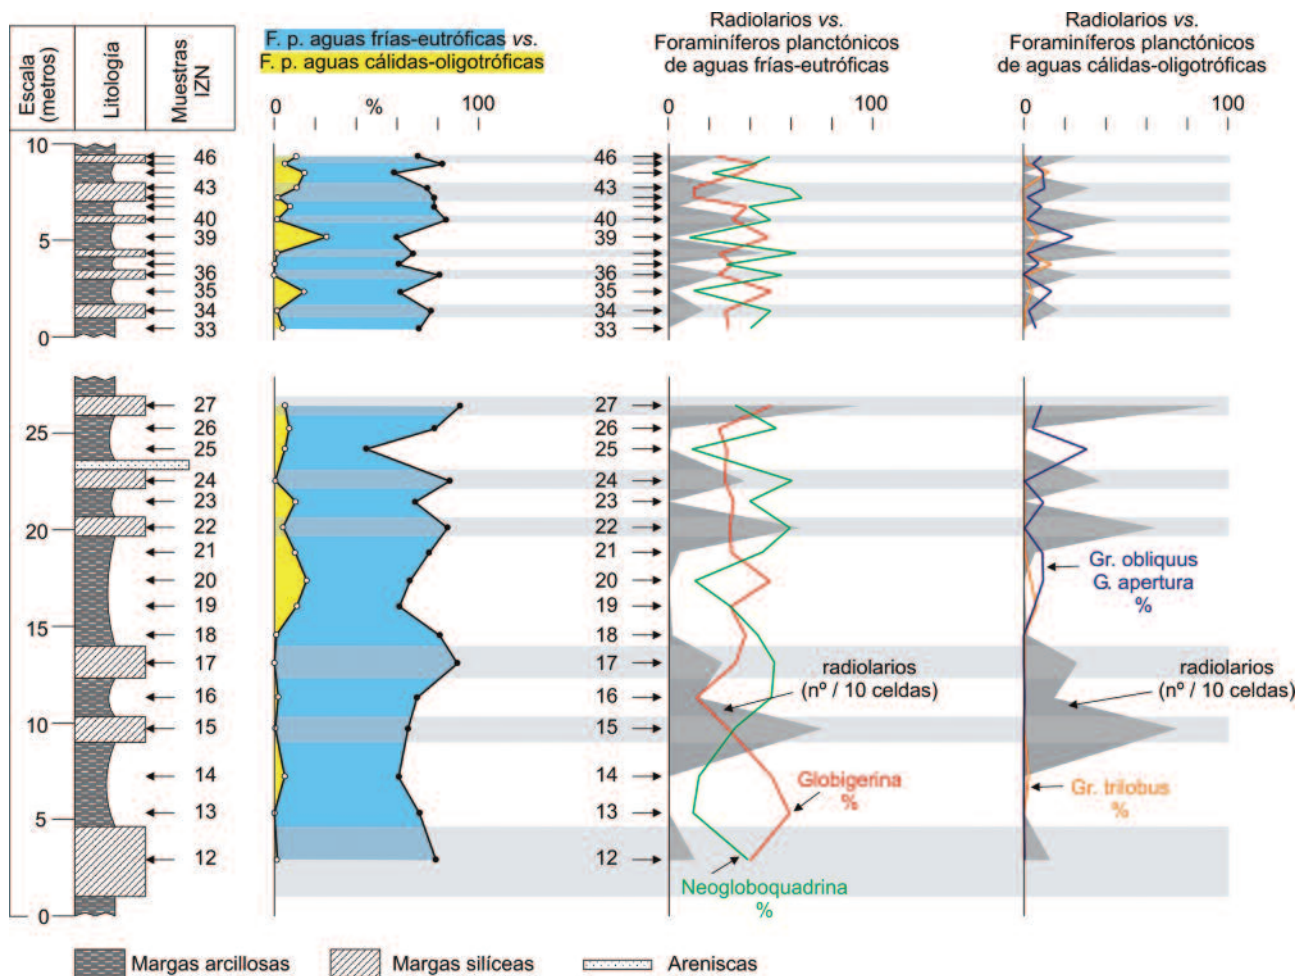 Escala
(metros)
Litología
Muestras
IZN
F. p. aguas frías-eutróficas vs.
F. p. aguas cálidas-oligotróficas
0 % 100
Radiolarios vs.
Foraminíferos planctónicos
de aguas frías-eutróficas
0 100
Radiolarios vs.
Foraminíferos planctónicos
de aguas cálidas-oligotróficas
0 100
10
5
0
46
43
40
39
36
35
34
33
46
43
40
39
36
35
34
33
25
20
15
10
5
0
27
26
25
24
23
22
21
20
19
18
17
16
15
14
13
12
27
26
25
24
23
22
21
20
19
18
17
16
15
14
13
12
radiolarios
(nº / 10 celdas)
Globigerina
%
Neogloboquadrina
%
Gr. obliquus
G. apertura
%
radiolarios
(nº / 10 celdas)
Gr. trilobus
%
Margas arcillosas
Margas silíceas
Areniscas